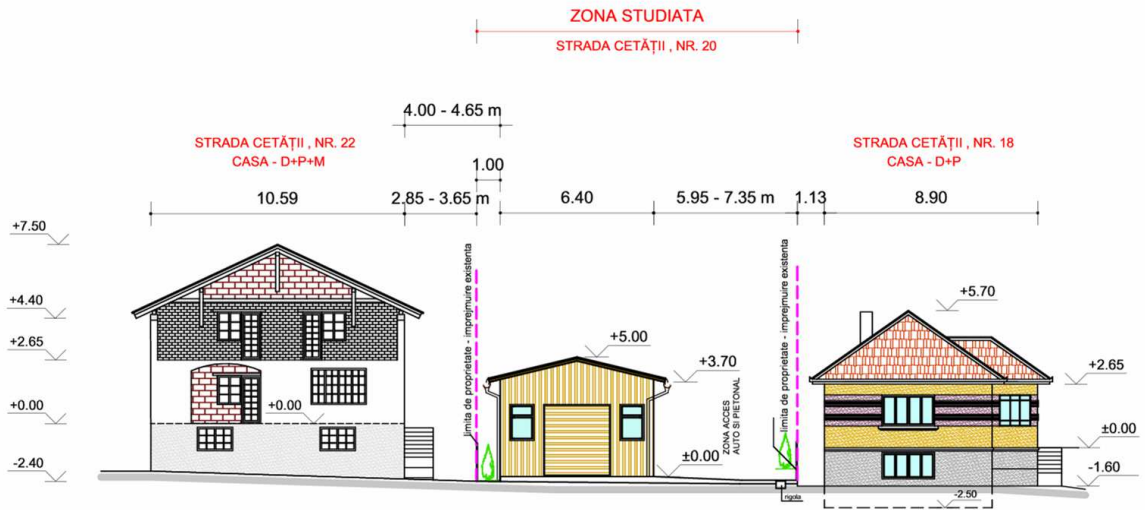 ZONA STUDIATA
STRADA CETĂȚII , NR. 20
4.00 - 4.65 m
STRADA CETĂȚII , NR. 22
CASA - D+P+M
STRADA CETĂȚII , NR. 18
CASA - D+P
1.00
10.59
2.85 - 3.65 m
6.40
5.95 - 7.35 m
1.13
8.90
+7.50
+4.40
+2.65
+0.00
-2.40
+0.00
limita de proprietate - imprejmuire existenta
+5.00
+3.70
±0.00
ZONA ACCES
AUTO SI PIETONAL
limita de proprietate - imprejmuire existenta
rigola
+5.70
+2.65
±0.00
-1.60
-2.50